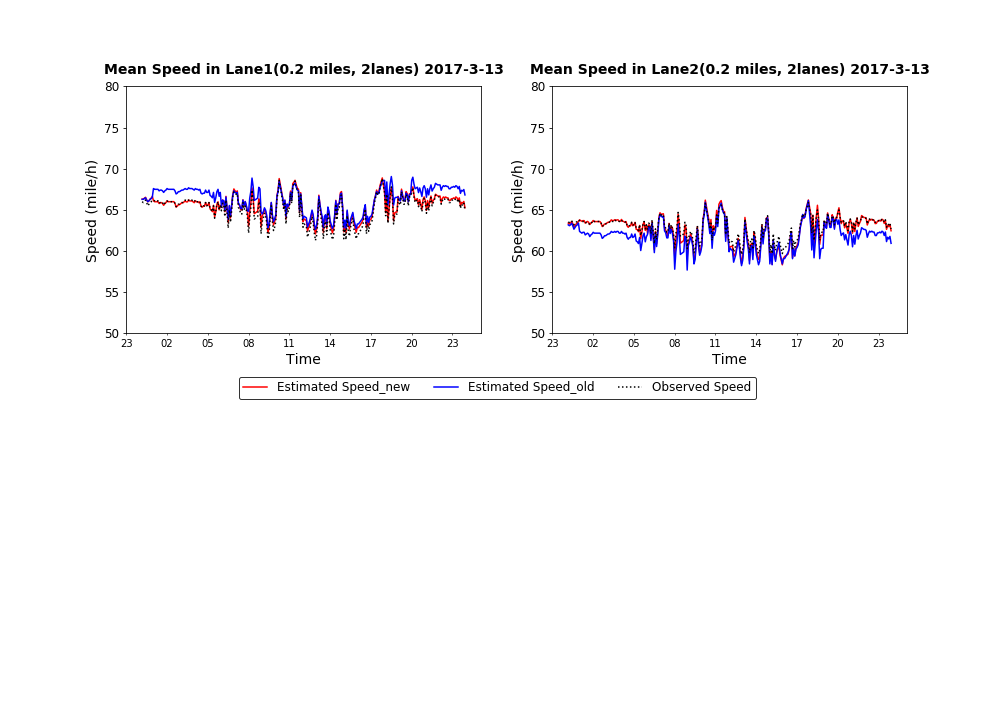 Mean Speed in Lane1(0.2 miles, 2lanes) 2017-3-13
80
75
70
65
60
55
50
Speed (mile/h)
23 02 05 08 11 14 17 20 23
Time
Mean Speed in Lane2(0.2 miles, 2lanes) 2017-3-13
80
75
70
65
60
55
50
Speed (mile/h)
23 02 05 08 11 14 17 20 23
Time
Estimated Speed_new Estimated Speed_old Observed Speed